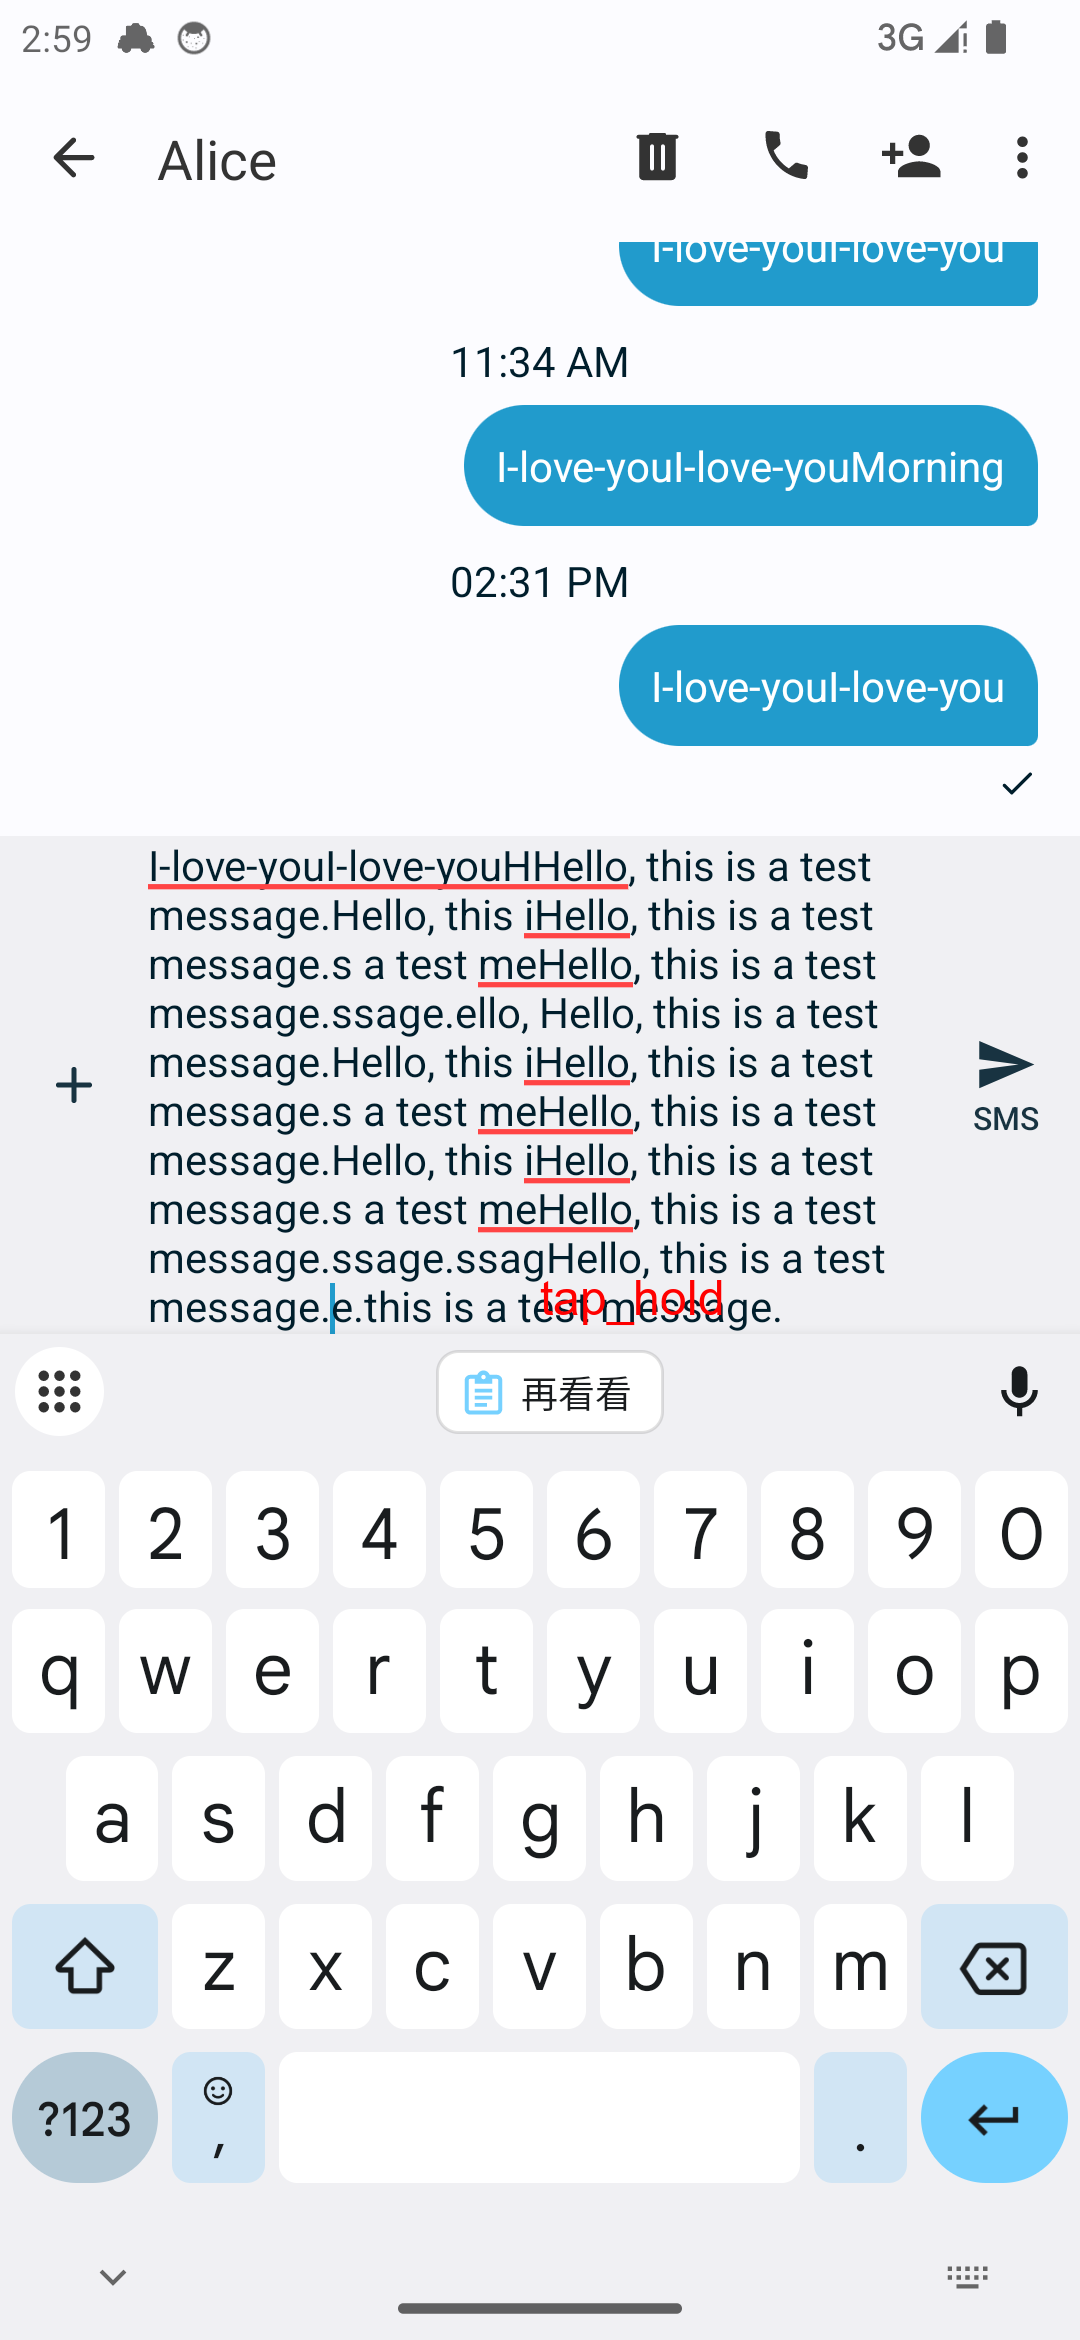 2:59
3G
Alice
I-love-youI-love-you
11:34 AM
I-love-youI-love-youMorning
02:31 PM
I-love-youI-love-you
I-love-youI-love-youHHello, this is a test
message.Hello, this iHello, this is a test
message.s a test meHello, this is a test
message.ssage.ello, Hello, this is a test
message.Hello, this iHello, this is a test
message.s a test meHello, this is a test
message.Hello, this iHello, this is a test
message.s a test meHello, this is a test
message.ssage.ssagHello, this is a test
message.e.this is a test message.
tap_hold
SMS
再看看
1 2 3 4 5 6 7 8 9 0
q w e r t y u i o p
a s d f g h j k l
z x c v b n m
?123 , .